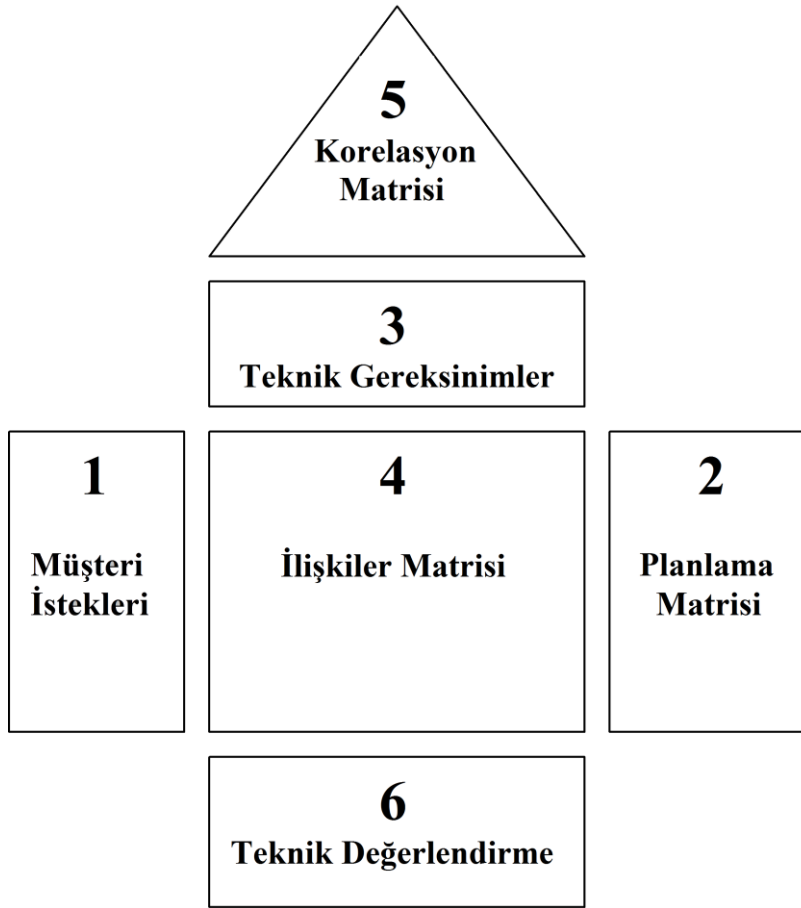 5
Korelasyon
Matrisi
3
Teknik Gereksinimler
1
Müşteri
İstekleri
4
İlişkiler Matrisi
2
Planlama
Matrisi
6
Teknik Değerlendirme